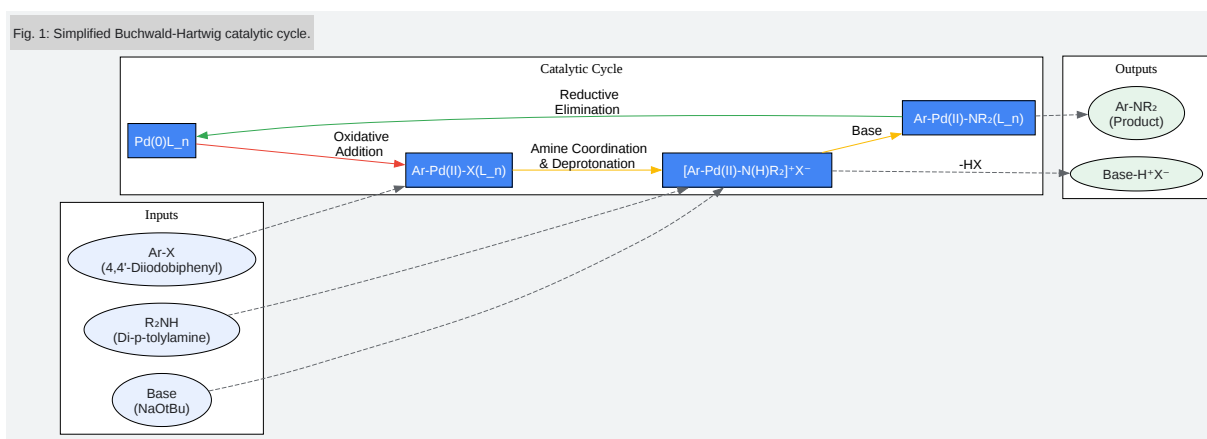 Fig. 1: Simplified Buchwald-Hartwig catalytic cycle.
Catalytic Cycle
Reductive
Elimination
Pd(0)L_n
Oxidative
Addition
Ar-Pd(II)-X(L_n)
Amine Coordination
& Deprotonation
[Ar-Pd(II)-N(H)R₂]⁺X⁻
Base
Ar-Pd(II)-NR₂(L_n)
-HX
Outputs
Ar-NR₂
(Product)
Base-H⁺X⁻
Inputs
Ar-X
(4,4'-Diiodobiphenyl)
R₂NH
(Di-p-tolylamine)
Base
(NaOtBu)